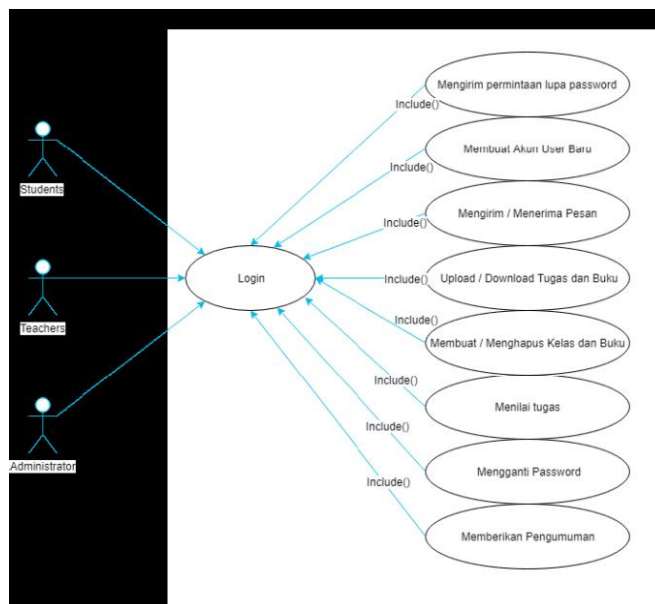 Mengirim permintaan lupa password
Include()
Membuat Akun User Baru
Include()
Students
Mengirim / Menerima Pesan
Include()
Login
Upload / Download Tugas dan Buku
Include()
Teachers
Include()
Membuat / Menghapus Kelas dan Buku
Include()
Menilai tugas
Include()
Administrator
Mengganti Password
Include()
Memberikan Pengumuman